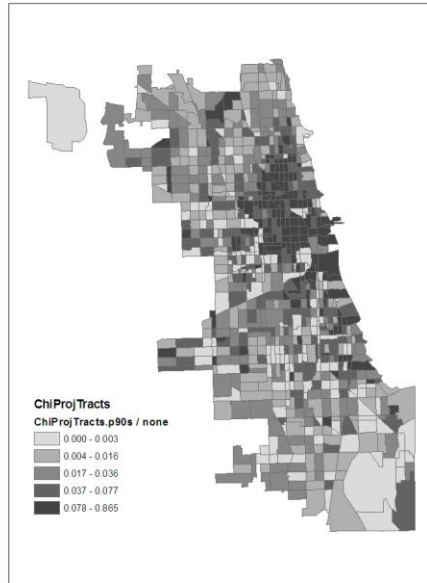 ChiProjTracts
ChiProjTracts.p90s / none
0.000 - 0.003
0.004 - 0.016
0.017 - 0.036
0.037 - 0.077
0.078 - 0.865